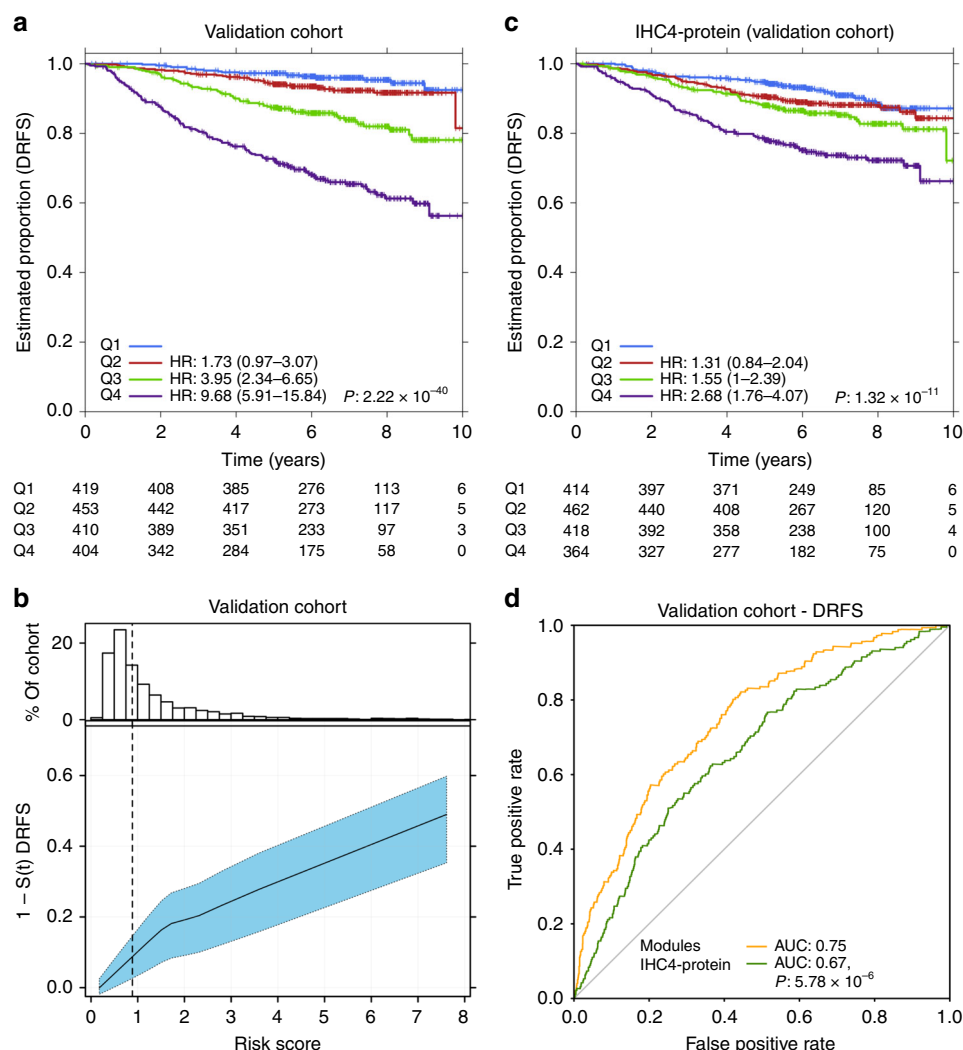 a
Validation cohort
Estimated proportion (DRFS)
1.0
0.8
0.6
0.4
0.2
0.0
Q1
Q2 HR: 1.73 (0.97–3.07)
Q3 HR: 3.95 (2.34–6.65)
Q4 HR: 9.68 (5.91–15.84) P: 2.22 × 10⁻⁴⁰
0 2 4 6 8 10
Time (years)
Q1 419 408 385 276 113 6
Q2 453 442 417 273 117 5
Q3 410 389 351 233 97 3
Q4 404 342 284 175 58 0
c
IHC4-protein (validation cohort)
Estimated proportion (DRFS)
1.0
0.8
0.6
0.4
0.2
0.0
Q1
Q2 HR: 1.31 (0.84–2.04)
Q3 HR: 1.55 (1–2.39)
Q4 HR: 2.68 (1.76–4.07) P: 1.32 × 10⁻¹¹
0 2 4 6 8 10
Time (years)
Q1 414 397 371 249 85 6
Q2 462 440 408 267 120 5
Q3 418 392 358 238 100 4
Q4 364 327 277 182 75 0
b
Validation cohort
% Of cohort
20
0
1 – S(t) DRFS
0.6
0.4
0.2
0.0
0 1 2 3 4 5 6 7 8
Risk score
d
Validation cohort - DRFS
True positive rate
1.0
0.8
0.6
0.4
0.2
0.0
Modules AUC: 0.75
IHC4-protein AUC: 0.67,
P: 5.78 × 10⁻⁶
0.0 0.2 0.4 0.6 0.8 1.0
False positive rate